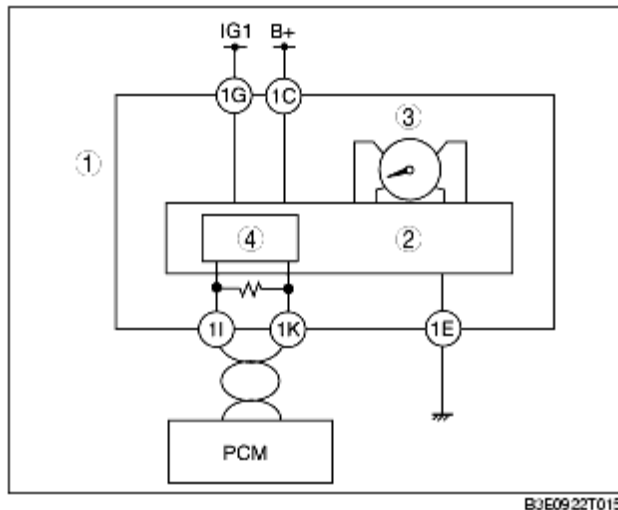 IG1 B+
1G 1C
③
①
④ ②
1I 1K 1E
PCM
B3E0922T015